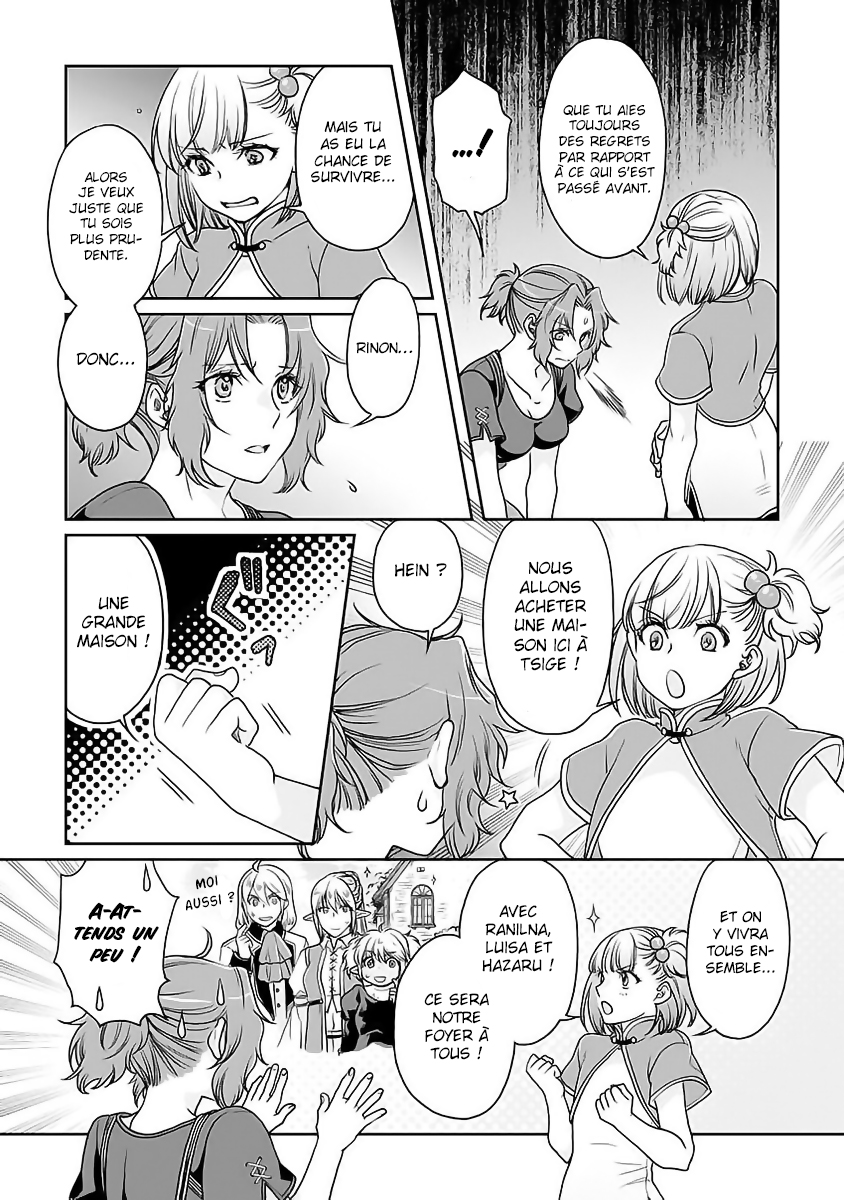 QUE TU AIES
TOUJOURS
DES REGRETS
PAR RAPPORT
À CE QUI S'EST
PASSÉ AVANT.
...!
MAIS TU
AS EU LA
CHANCE DE
SURVIVRE...
ALORS
JE VEUX
JUSTE QUE
TU SOIS
PLUS PRU-
DENTE.
RINON...
DONC...
NOUS
ALLONS
ACHETER
UNE MAI-
SON ICI À
TSIGE !
HEIN ?
UNE
GRANDE
MAISON !
ぐぐっ
ET ON
Y VIVRA
TOUS EN-
SEMBLE...
AVEC
RANILNA,
LUISA ET
HAZARU !
CE SERA
NOTRE
FOYER À
TOUS !
MOI
AUSSI ?
A-AT-
TENDS UN
PEU !